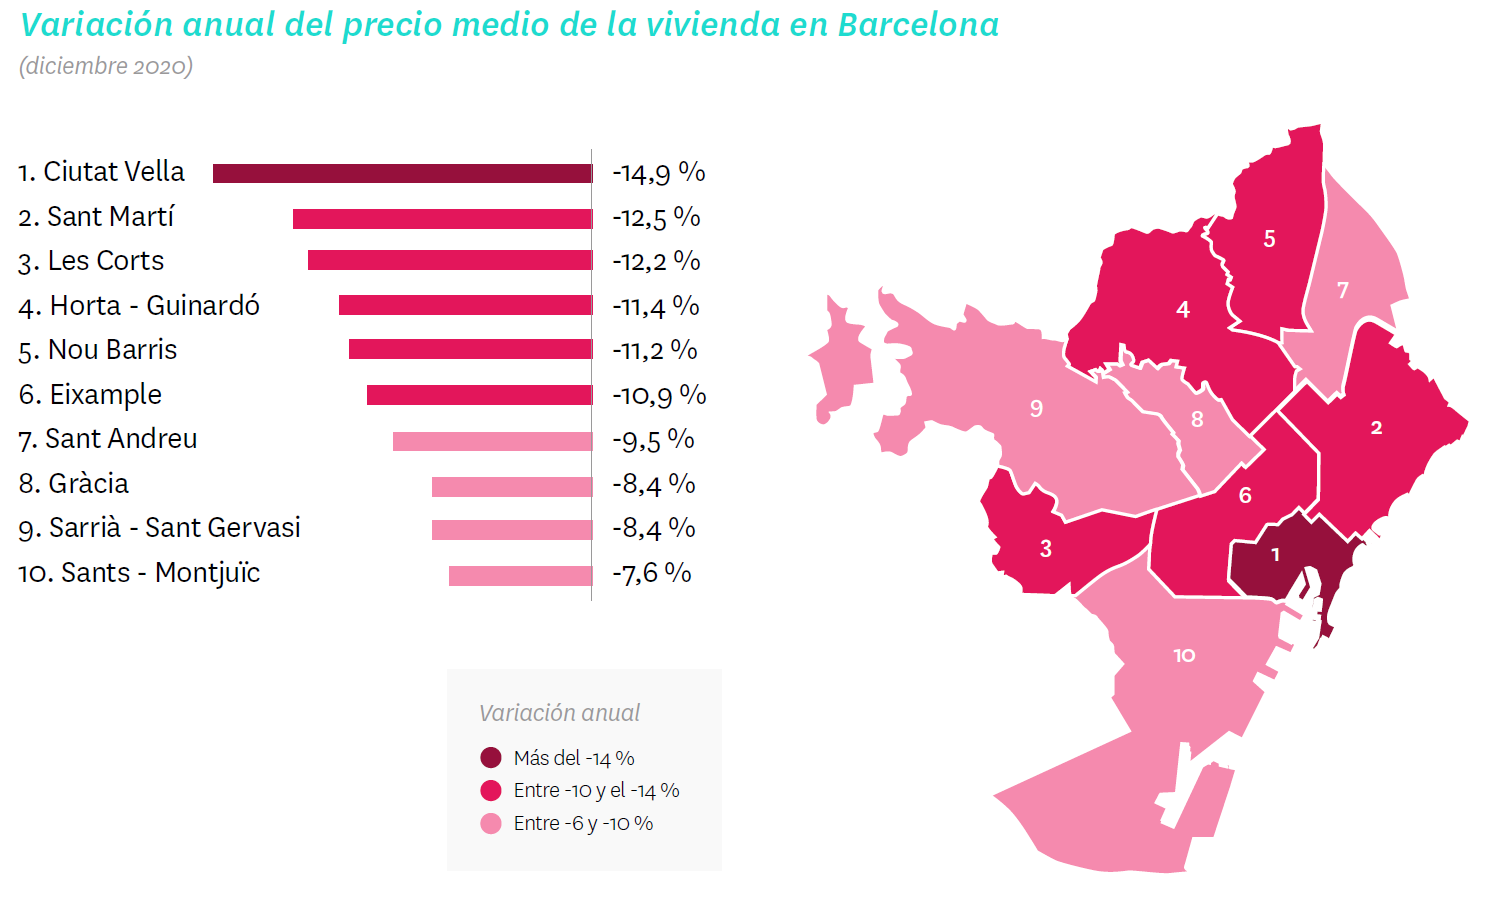 Variación anual del precio medio de la vivienda en Barcelona
(diciembre 2020)
1. Ciutat Vella -14,9 %
2. Sant Martí -12,5 %
3. Les Corts -12,2 %
4. Horta - Guinardó -11,4 %
5. Nou Barris -11,2 %
6. Eixample -10,9 %
7. Sant Andreu -9,5 %
8. Gràcia -8,4 %
9. Sarrià - Sant Gervasi -8,4 %
10. Sants - Montjuïc -7,6 %
Variación anual
Más del -14 %
Entre -10 y el -14 %
Entre -6 y -10 %
5
7
4
9
8
2
6
3
1
10